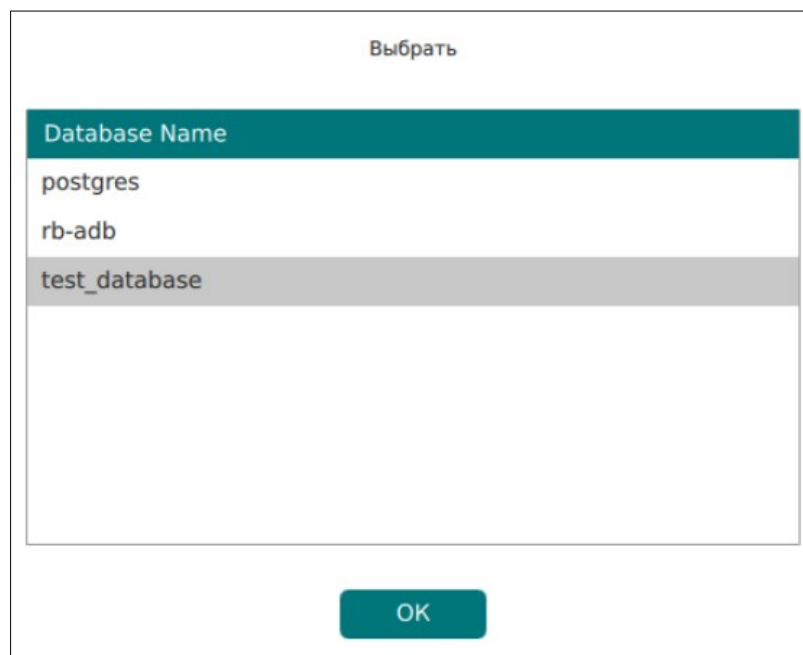 Выбрать
Database Name
postgres
rb-adb
test_database
OK